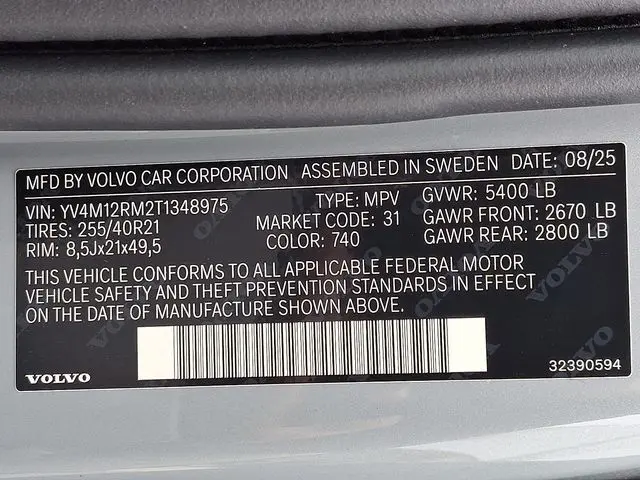 MFD BY VOLVO CAR CORPORATION ASSEMBLED IN SWEDEN VD: 08/25
VIN: YV4M12RM2T1348975 TYPE: MPV GVWR: 5400 LB
TIRES: 255/40R21 MARKET CODE: 31 GAWR FRONT: 2670 LB
RIM: 8,5Jx21x49,5 COLOR: 740 GAWR REAR: 2800 LB
THIS VEHICLE CONFORMS TO ALL APPLICABLE FEDERAL MOTOR
VEHICLE SAFETY AND THEFT PREVENTION STANDARDS IN EFFECT
ON THE DATE OF MANUFACTURE SHOWN ABOVE.
VOLVO 32390594